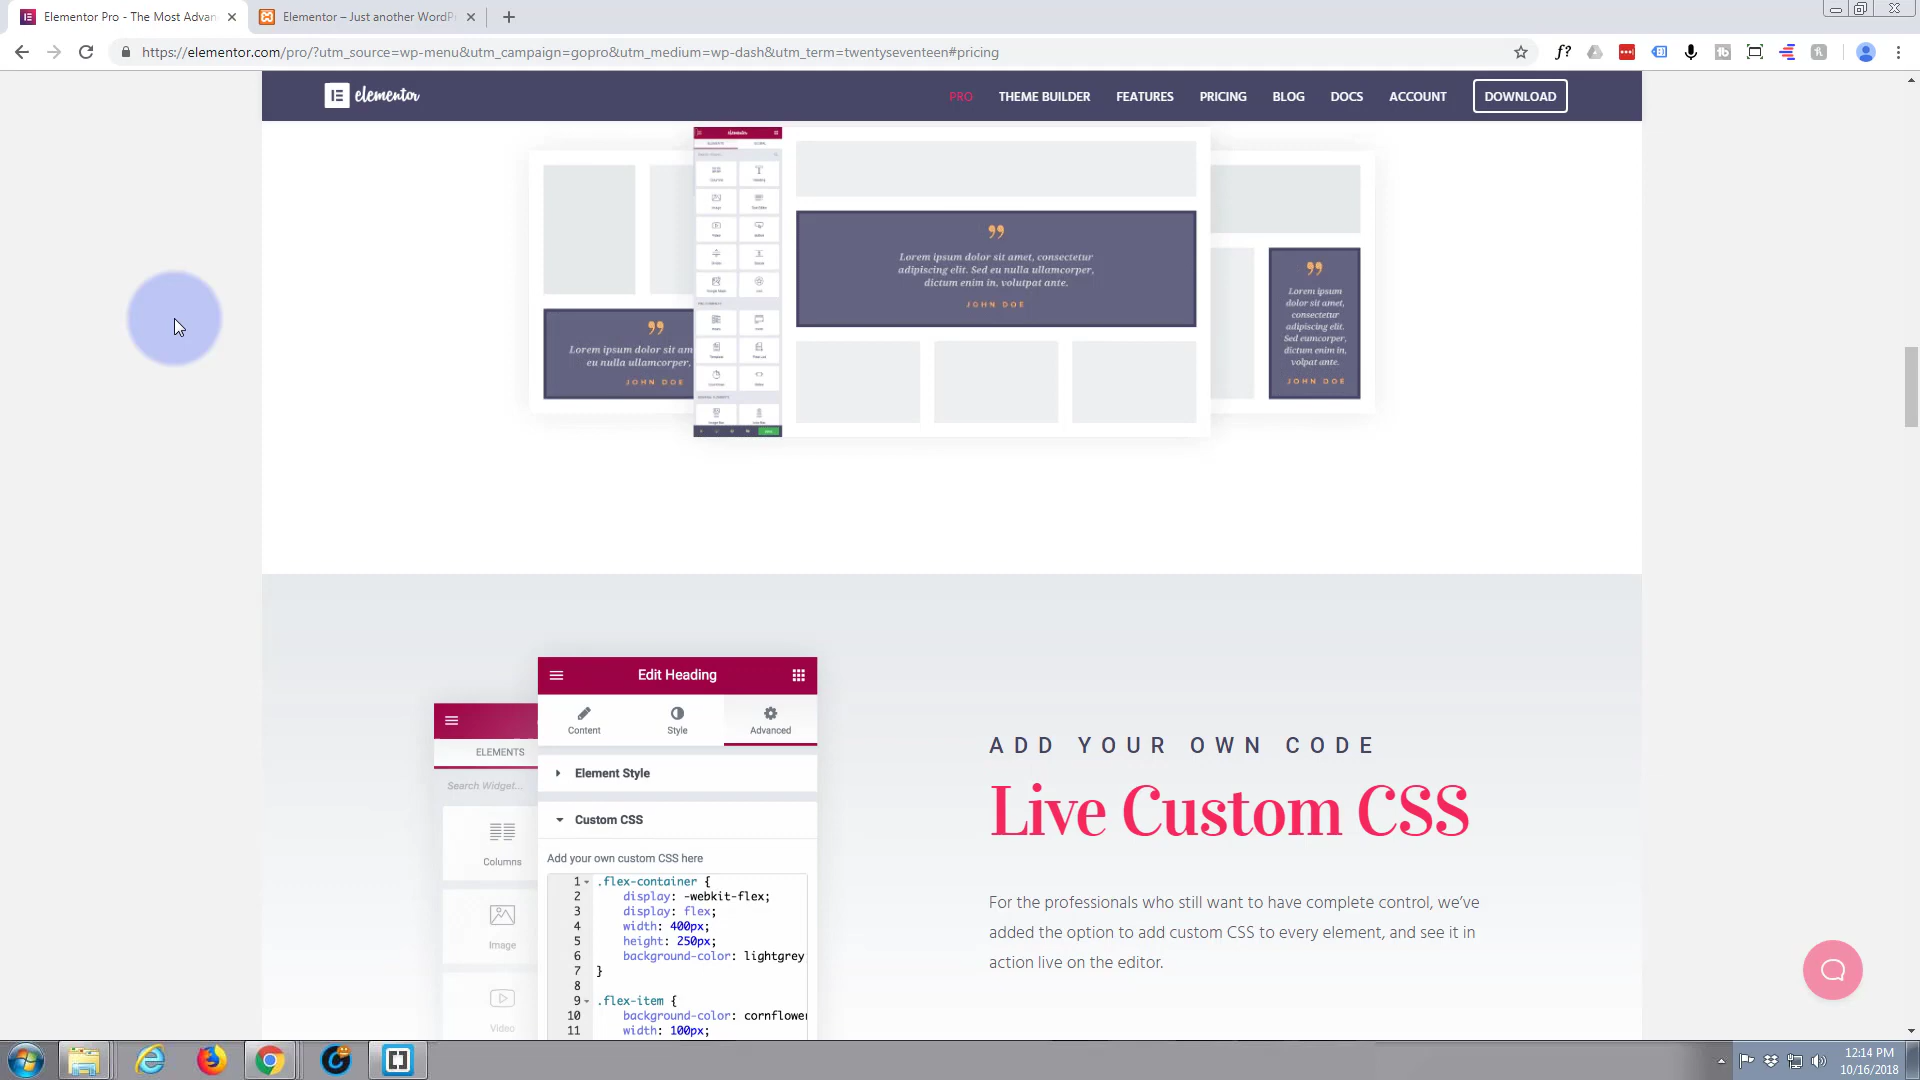 Elementor Pro - The Most Advan
Elementor – Just another WordP
https://elementor.com/pro/?utm_source=wp-menu&utm_campaign=gopro&utm_medium=wp-dash&utm_term=twentyseventeen#pricing
elementor
PRO
THEME BUILDER
FEATURES
PRICING
BLOG
DOCS
ACCOUNT
DOWNLOAD
elementor
ELEMENTS
GLOBAL
Lorem ipsum dolor sit amet, consectetur
adipiscing elit. Sed eu nulla ullamcorper,
dictum enim in, volutpat ante.
JOHN DOE
Lorem ipsum dolor sit am
eu nulla ullamcorper,
JOHN DOE
Lorem ipsum
dolor sit amet,
consectetur
adipiscing elit.
Sed eumcorper,
dictum enim in,
volpat ante.
JOHN DOE
Edit Heading
Content
Style
Advanced
Element Style
Custom CSS
Add your own custom CSS here
1 .flex-container {
2 display: -webkit-flex;
3 display: flex;
4 width: 400px;
5 height: 250px;
6 background-color: lightgrey
7 }
8
9 .flex-item {
10 background-color: cornflower
11 width: 100px;
ELEMENTS
Search Widget...
Columns
Image
Video
ADD YOUR OWN CODE
Live Custom CSS
For the professionals who still want to have complete control, we’ve
added the option to add custom CSS to every element, and see it in
action live on the editor.
12:14 PM
10/16/2018